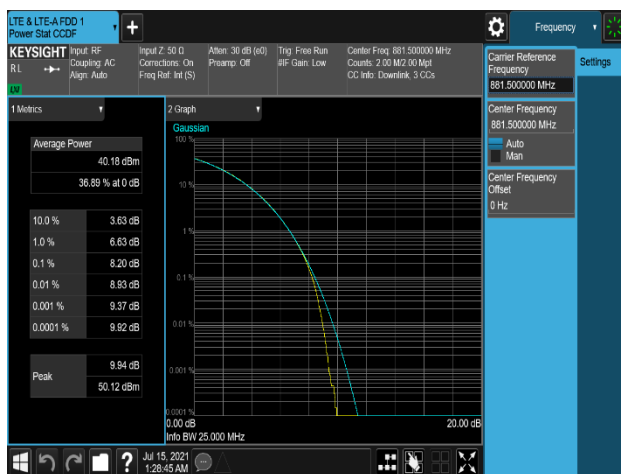 LTE & LTE-A FDD 1
Power Stat CCDF
Frequency
KEYSIGHT
RL
Input: RF
Coupling: AC
Align: Auto
Input Z: 50 Ω
Corrections: On
Freq Ref: Int (S)
Atten: 30 dB (e0)
Preamp: Off
Trig: Free Run
#IF Gain: Low
Center Freq: 881.500000 MHz
Counts: 2.00 M/2.00 Mpt
CC Info: Downlink, 3 CCs
1 Metrics
Average Power
40.18 dBm
36.89 % at 0 dB
10.0 % 3.63 dB
1.0 % 6.63 dB
0.1 % 8.20 dB
0.01 % 8.93 dB
0.001 % 9.37 dB
0.0001 % 9.92 dB
Peak
9.94 dB
50.12 dBm
2 Graph
Gaussian
100 %
10 %
1 %
0.1 %
0.01 %
0.001 %
0.0001 %
0.00 dB
20.00 dB
Info BW 25.000 MHz
Carrier Reference
Frequency
881.500000 MHz
Center Frequency
881.500000 MHz
Auto
Man
Center Frequency
Offset
0 Hz
Settings
?
Jul 15, 2021
1:28:45 AM